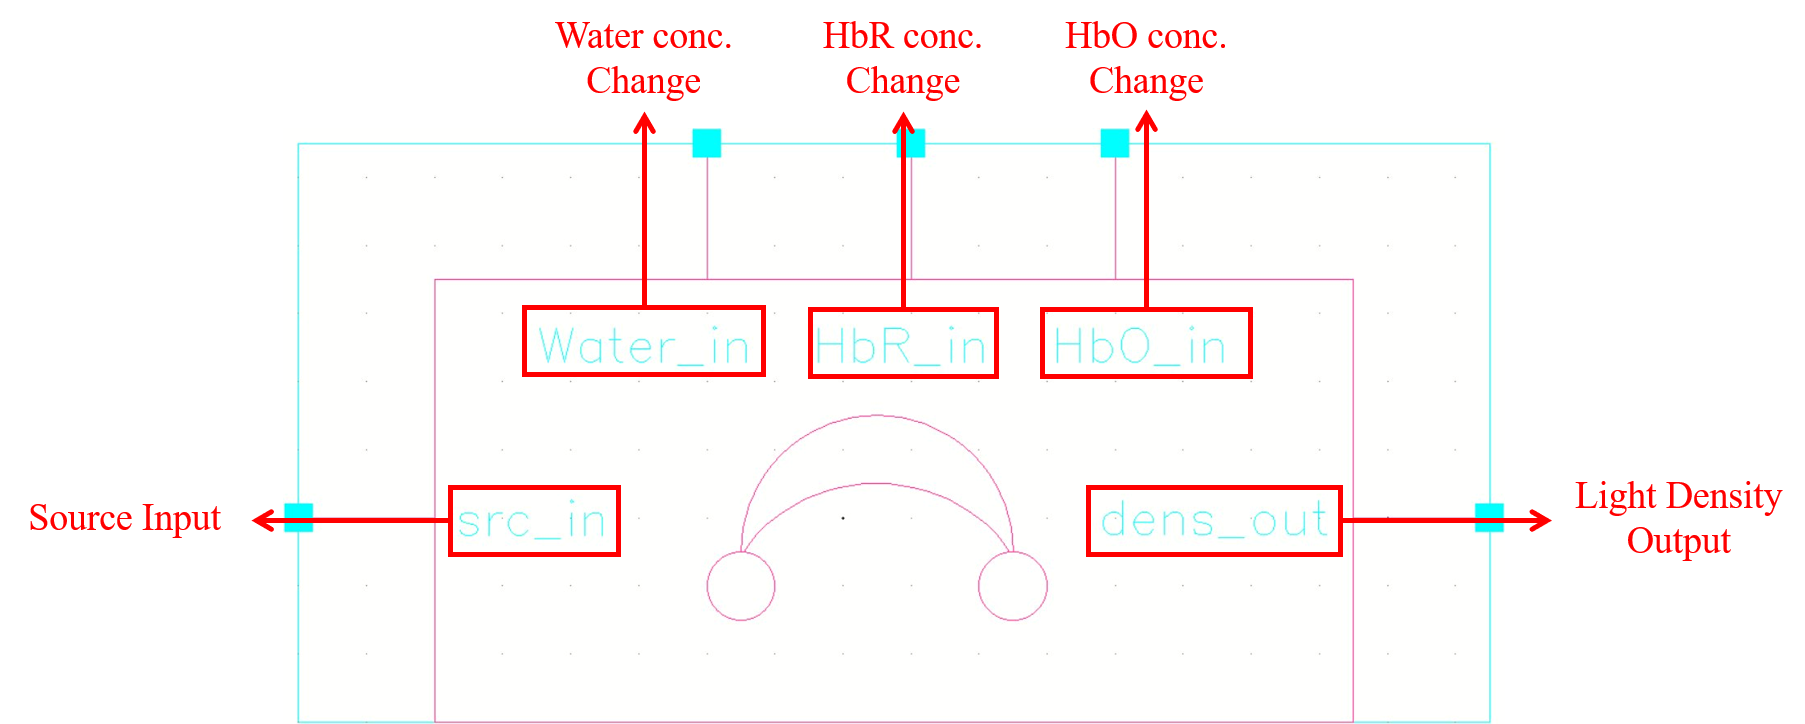 Water conc.
Change
HbR conc.
Change
HbO conc.
Change
Water_in
HbR_in
HbO_in
Source Input
src_in
dens_out
Light Density
Output